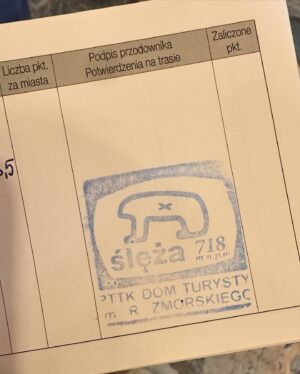 Liczba pkt.
za miasta
Podpis przodownika
Potwierdzenia na trasie
Zaliczone
pkt.
5,5
ślęża 718
m n.p.m
PTTK DOM TURYSTY
im R ZMORSKIEGO